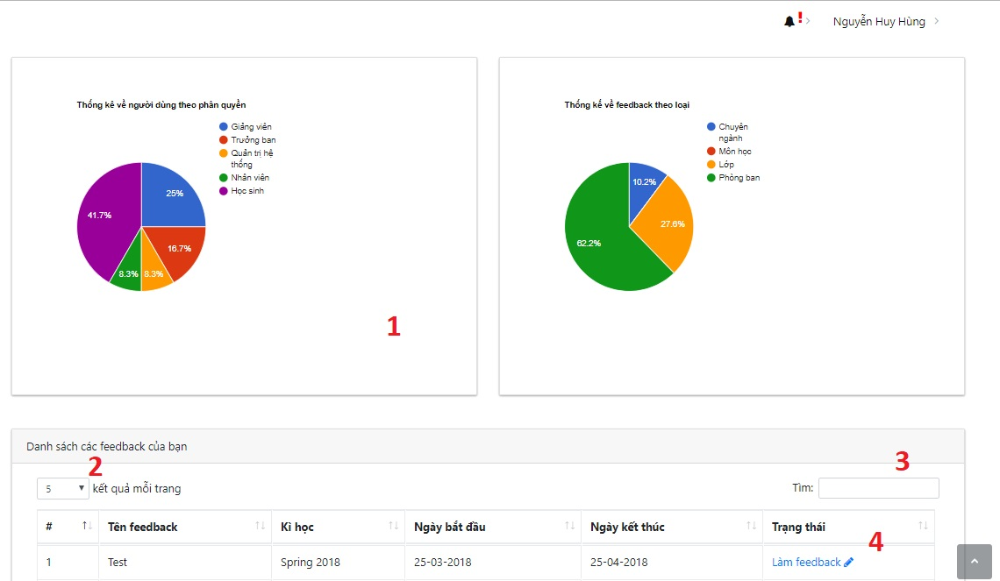 ! Nguyễn Huy Hùng
Thống kê về người dùng theo phân quyền
Giảng viên
Trưởng ban
Quản trị hệ
thống
Nhân viên
Học sinh
25%
41.7%
16.7%
8.3% 8.3%
1
Thống kế về feedback theo loại
Chuyên
ngành
Môn học
Lớp
Phòng ban
10.2%
27.6%
62.2%
Danh sách các feedback của bạn
2
3
5 kết quả mỗi trang
Tìm:
# Tên feedback Kì học Ngày bắt đầu Ngày kết thúc Trạng thái
4
1 Test Spring 2018 25-03-2018 25-04-2018 Làm feedback